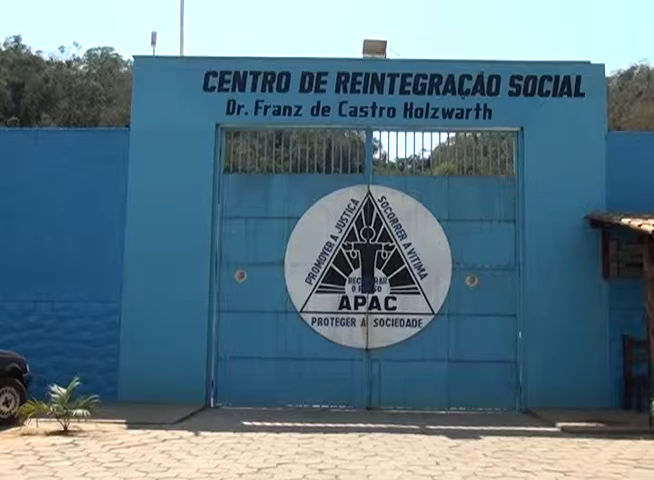 CENTRO DE REINTEGRAÇÃO SOCIAL
Dr. Franz de Castro Holzwarth
PROMOVER A JUSTIÇA
SOCORRER A VÍTIMA
RECUPERAR
O PRESO
APAC
PROTEGER A SOCIEDADE